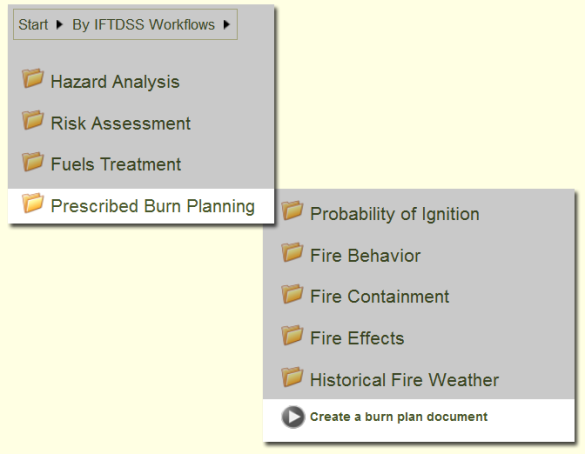 Start ▶ By IFTDSS Workflows ▶
Hazard Analysis
Risk Assessment
Fuels Treatment
Prescribed Burn Planning
Probability of Ignition
Fire Behavior
Fire Containment
Fire Effects
Historical Fire Weather
Create a burn plan document